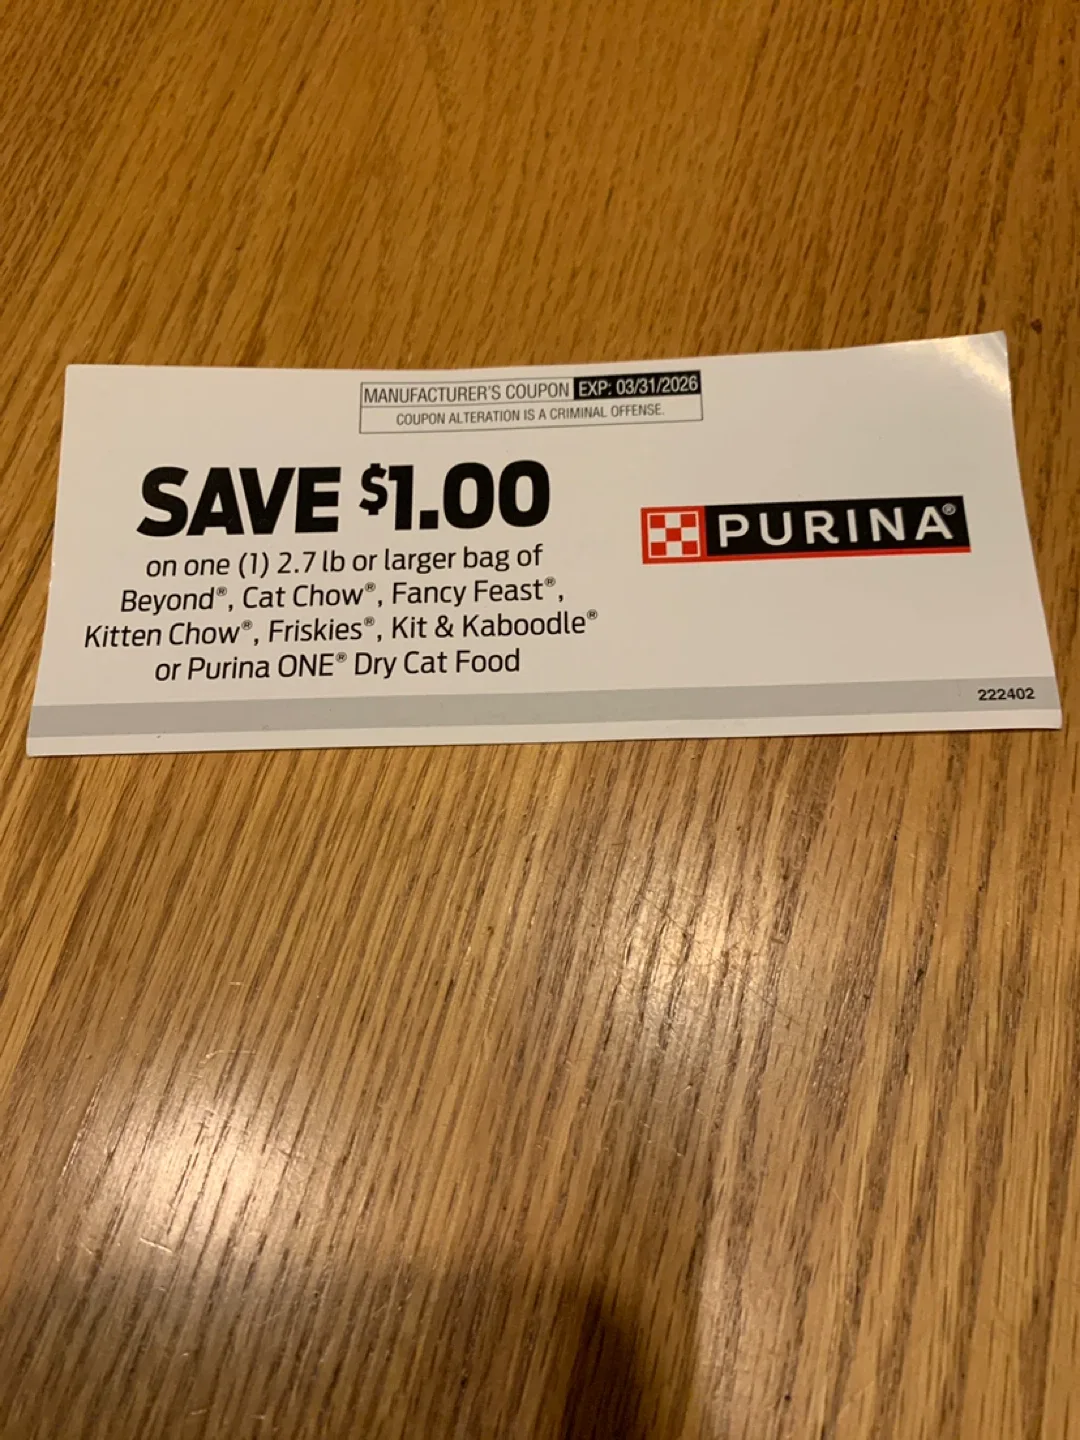 MANUFACTURER'S COUPON EXP: 03/31/2026
COUPON ALTERATION IS A CRIMINAL OFFENSE.
SAVE $1.00
on one (1) 2.7 lb or larger bag of
Beyond®, Cat Chow®, Fancy Feast®,
Kitten Chow®, Friskies®, Kit & Kaboodle®
or Purina ONE® Dry Cat Food
PURINA®
222402